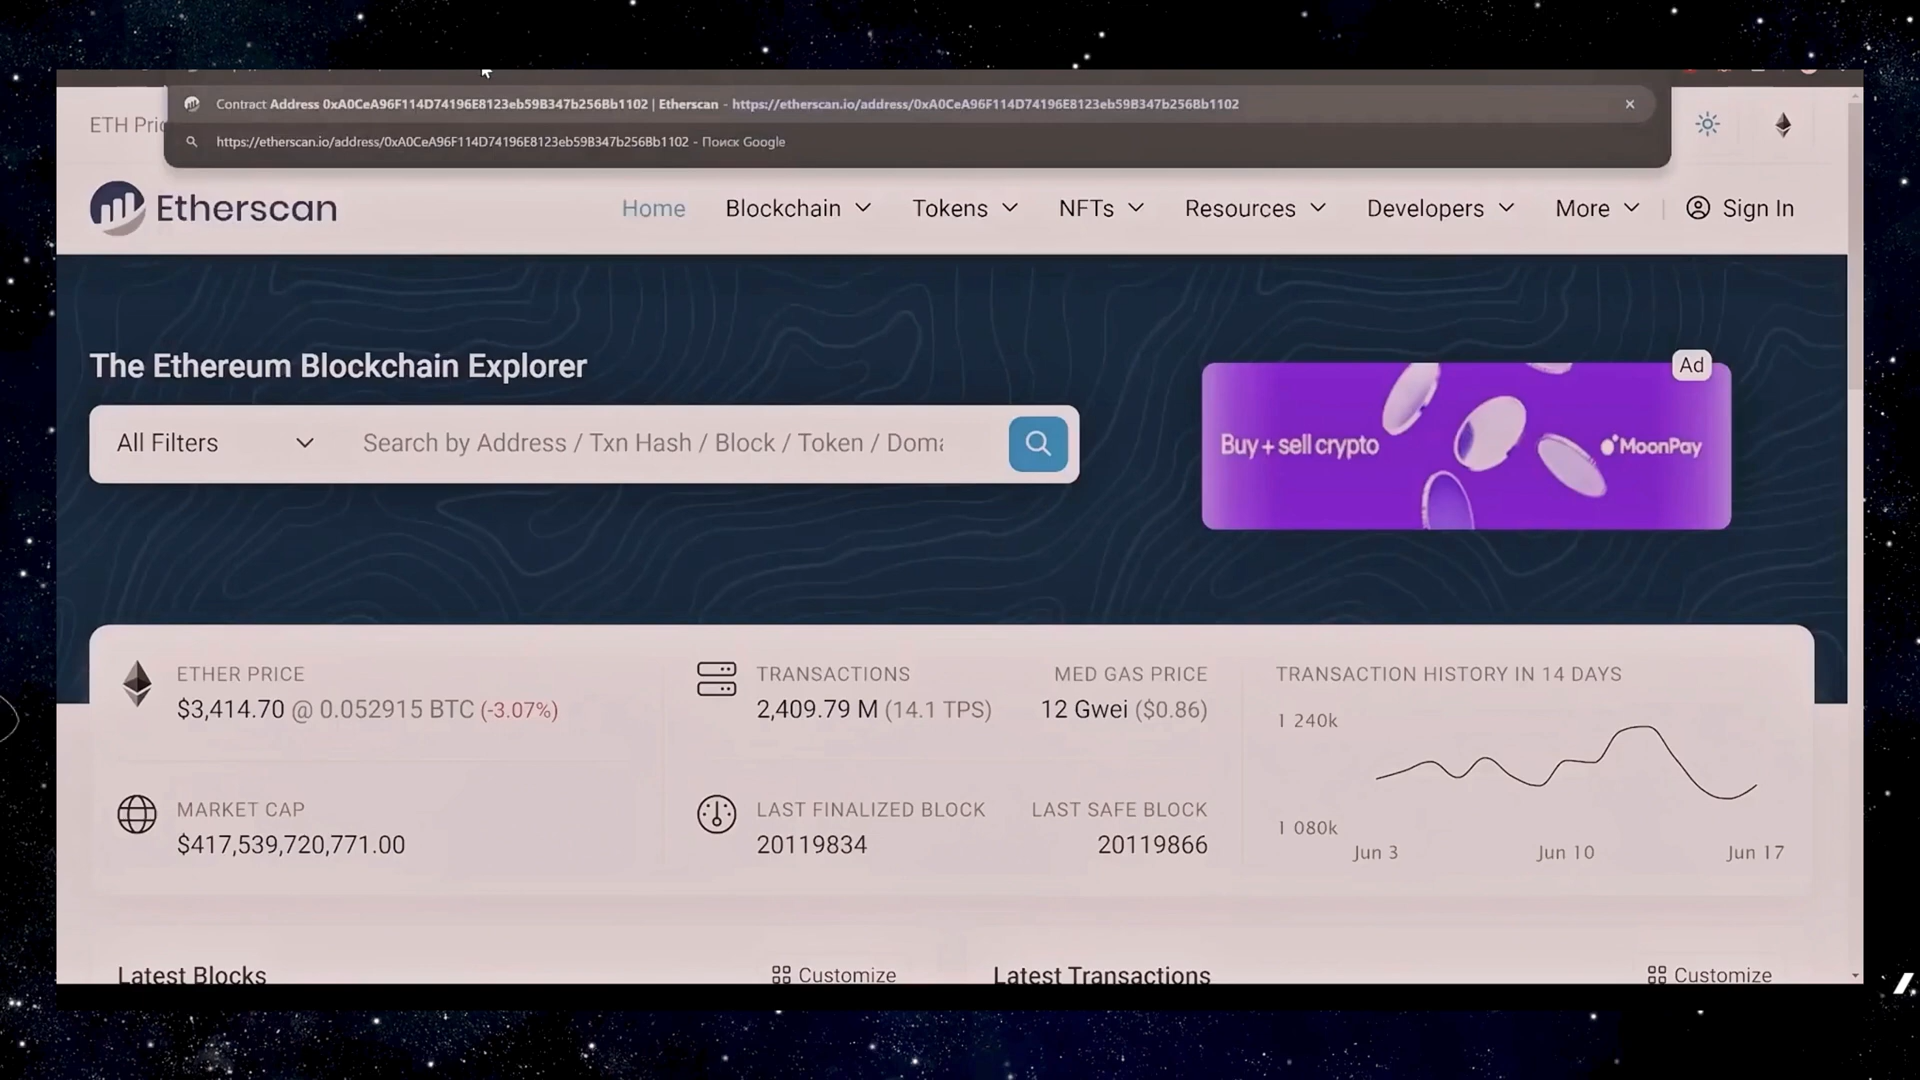 Contract Address 0xA0CeA96F114D74196E8123eb59B347b256Bb1102 | Etherscan - https://etherscan.io/address/0xA0CeA96F114D74196E8123eb59B347b256Bb1102
ETH Pri
https://etherscan.io/address/0xA0CeA96F114D74196E8123eb59B347b256Bb1102 - Поиск Google
Etherscan
Home Blockchain Tokens NFTs Resources Developers More | Sign In
The Ethereum Blockchain Explorer
Ad
All Filters Search by Address / Txn Hash / Block / Token / Doma
Buy + sell crypto MoonPay
ETHER PRICE
$3,414.70 @ 0.052915 BTC (-3.07%)
TRANSACTIONS
2,409.79 M (14.1 TPS)
MED GAS PRICE
12 Gwei ($0.86)
TRANSACTION HISTORY IN 14 DAYS
1 240k
1 080k
Jun 3 Jun 10 Jun 17
MARKET CAP
$417,539,720,771.00
LAST FINALIZED BLOCK
20119834
LAST SAFE BLOCK
20119866
Latest Blocks
Customize
Latest Transactions
Customize